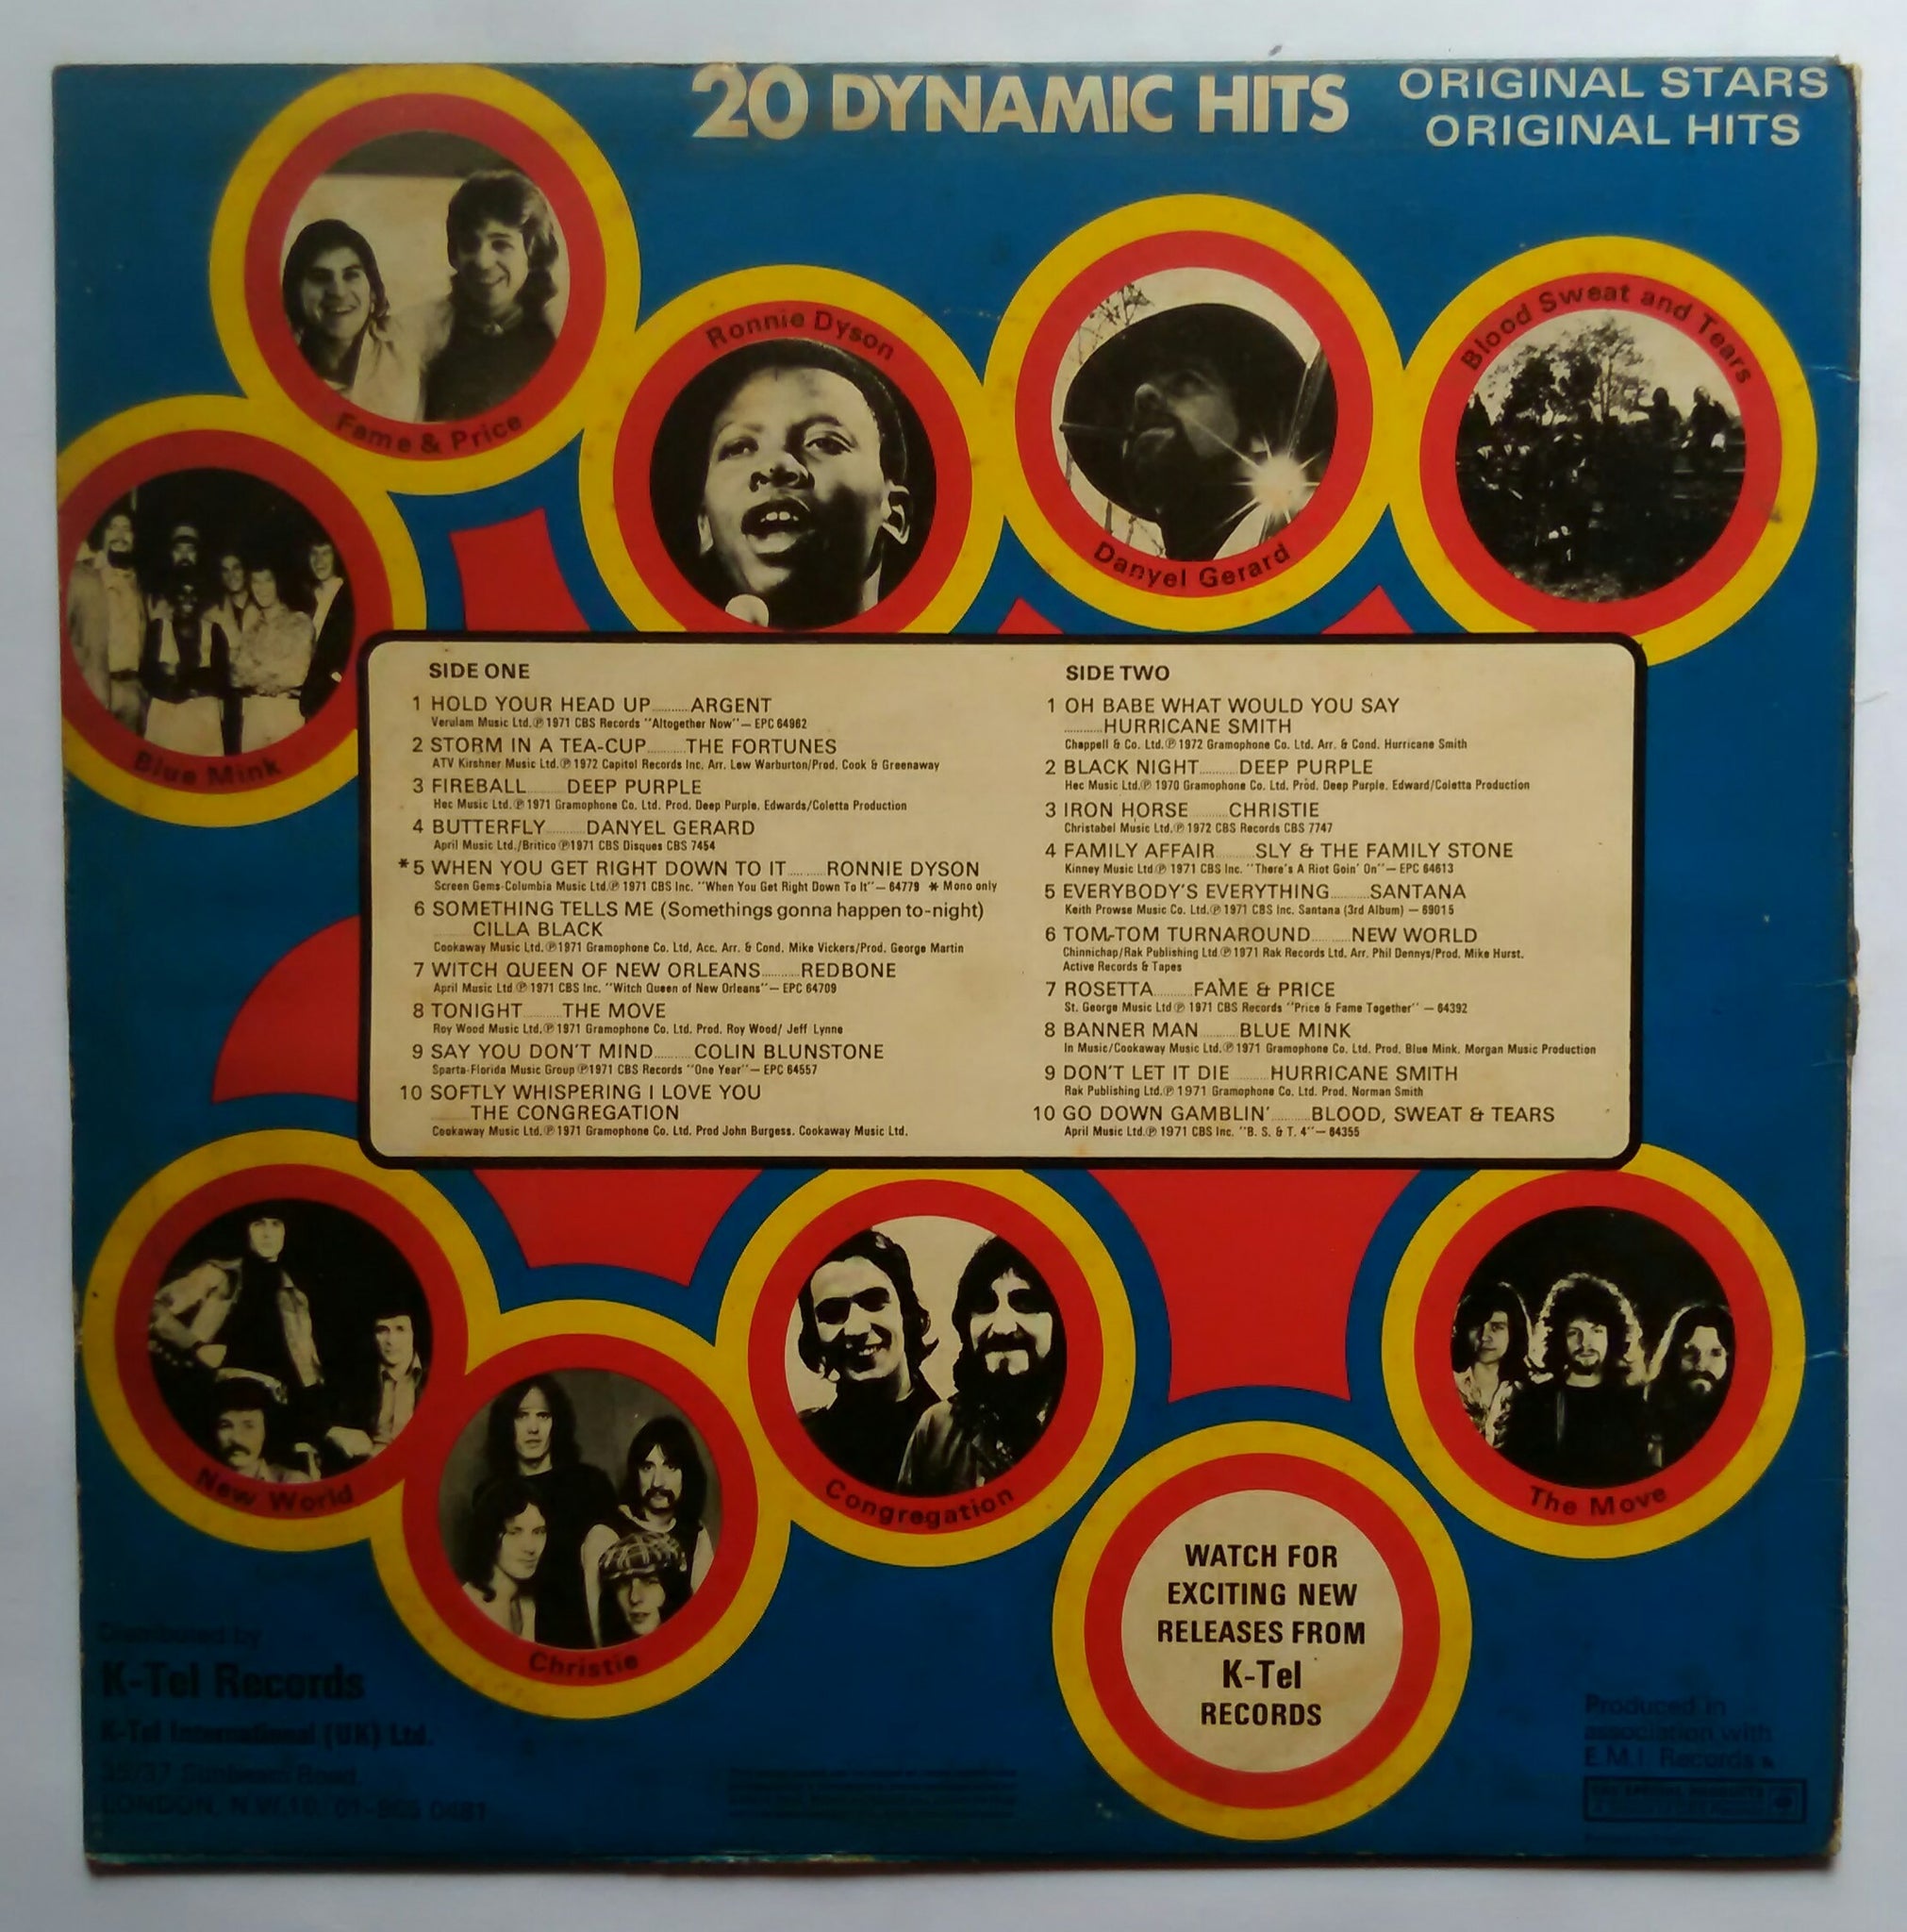 20 DYNAMIC HITS
ORIGINAL STARS
ORIGINAL HITS
Fame & Price
Ronnie Dyson
Danyel Gerard
Blood Sweat and Tears
Blue Mink
SIDE ONE
1 HOLD YOUR HEAD UP..........ARGENT
Verulam Music Ltd. ℗ 1971 CBS Records "Altogether Now" — EPC 64962
2 STORM IN A TEA-CUP..........THE FORTUNES
ATV Kirshner Music Ltd. ℗ 1972 Capitol Records Inc. Arr. Lew Warburton/Prod. Cook & Greenaway
3 FIREBALL..........DEEP PURPLE
Hec Music Ltd. ℗ 1971 Gramophone Co. Ltd. Prod. Deep Purple. Edwards/Coletta Production
4 BUTTERFLY..........DANYEL GERARD
April Music Ltd./Britico ℗ 1971 CBS Disques CBS 7454
*5 WHEN YOU GET RIGHT DOWN TO IT..........RONNIE DYSON
Screen Gems-Columbia Music Ltd. ℗ 1971 CBS Inc. "When You Get Right Down To It" — 64779 * Mono only
6 SOMETHING TELLS ME (Somethings gonna happen to-night)
..........CILLA BLACK
Cookaway Music Ltd. ℗ 1971 Gramophone Co. Ltd. Acc. Arr. & Cond. Mike Vickers/Prod. George Martin
7 WITCH QUEEN OF NEW ORLEANS..........REDBONE
April Music Ltd ℗ 1971 CBS Inc. "Witch Queen of New Orleans" — EPC 64709
8 TONIGHT..........THE MOVE
Roy Wood Music Ltd. ℗ 1971 Gramophone Co. Ltd. Prod. Roy Wood/ Jeff Lynne
9 SAY YOU DON'T MIND..........COLIN BLUNSTONE
Sparta-Florida Music Group ℗ 1971 CBS Records "One Year" — EPC 64557
10 SOFTLY WHISPERING I LOVE YOU
..........THE CONGREGATION
Cookaway Music Ltd. ℗ 1971 Gramophone Co. Ltd. Prod John Burgess. Cookaway Music Ltd.
SIDE TWO
1 OH BABE WHAT WOULD YOU SAY
..........HURRICANE SMITH
Chappell & Co. Ltd. ℗ 1972 Gramophone Co. Ltd. Arr. & Cond. Hurricane Smith
2 BLACK NIGHT..........DEEP PURPLE
Hec Music Ltd. ℗ 1970 Gramophone Co. Ltd. Prod. Deep Purple. Edward/Coletta Production
3 IRON HORSE..........CHRISTIE
Christabel Music Ltd. ℗ 1972 CBS Records CBS 7747
4 FAMILY AFFAIR..........SLY & THE FAMILY STONE
Kinney Music Ltd ℗ 1971 CBS Inc. "There's A Riot Goin' On" — EPC 64613
5 EVERYBODY'S EVERYTHING..........SANTANA
Keith Prowse Music Co. Ltd. ℗ 1971 CBS Inc. Santana (3rd Album) — 69015
6 TOM-TOM TURNAROUND..........NEW WORLD
Chinnichap/Rak Publishing Ltd ℗ 1971 Rak Records Ltd. Arr. Phil Dennys/Prod. Mike Hurst.
Active Records & Tapes
7 ROSETTA..........FAME & PRICE
St. George Music Ltd ℗ 1971 CBS Records "Price & Fame Together" — 64392
8 BANNER MAN..........BLUE MINK
In Music/Cookaway Music Ltd. ℗ 1971 Gramophone Co. Ltd. Prod. Blue Mink. Morgan Music Production
9 DON'T LET IT DIE..........HURRICANE SMITH
Rak Publishing Ltd. ℗ 1971 Gramophone Co. Ltd. Prod. Norman Smith
10 GO DOWN GAMBLIN'..........BLOOD, SWEAT & TEARS
April Music Ltd. ℗ 1971 CBS Inc. "B. S. & T. 4" — 64355
New World
Christie
Congregation
The Move
WATCH FOR
EXCITING NEW
RELEASES FROM
K-Tel
RECORDS
Distributed by
K-Tel Records
K-Tel International (UK) Ltd.
35/37 Sunbeam Road,
LONDON, N.W.10. 01-965 0481
Produced in
association with
E.M.I. Records &